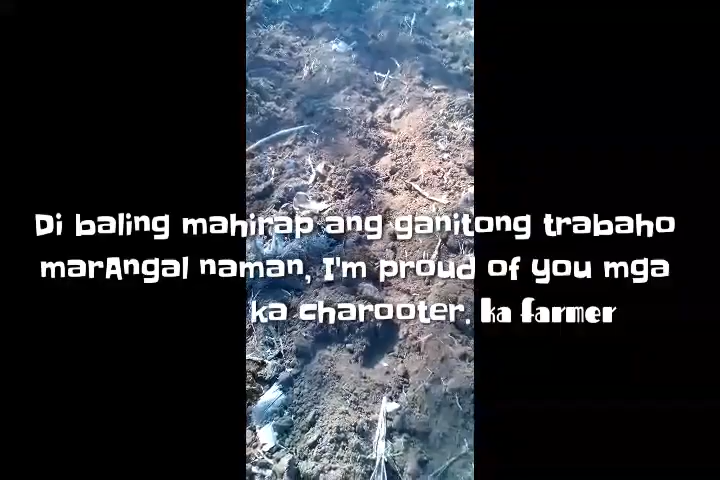 Di baling mahirap ang ganitong trabaho
marAngal naman, I'm proud of you mga
ka charooter. ka farmer